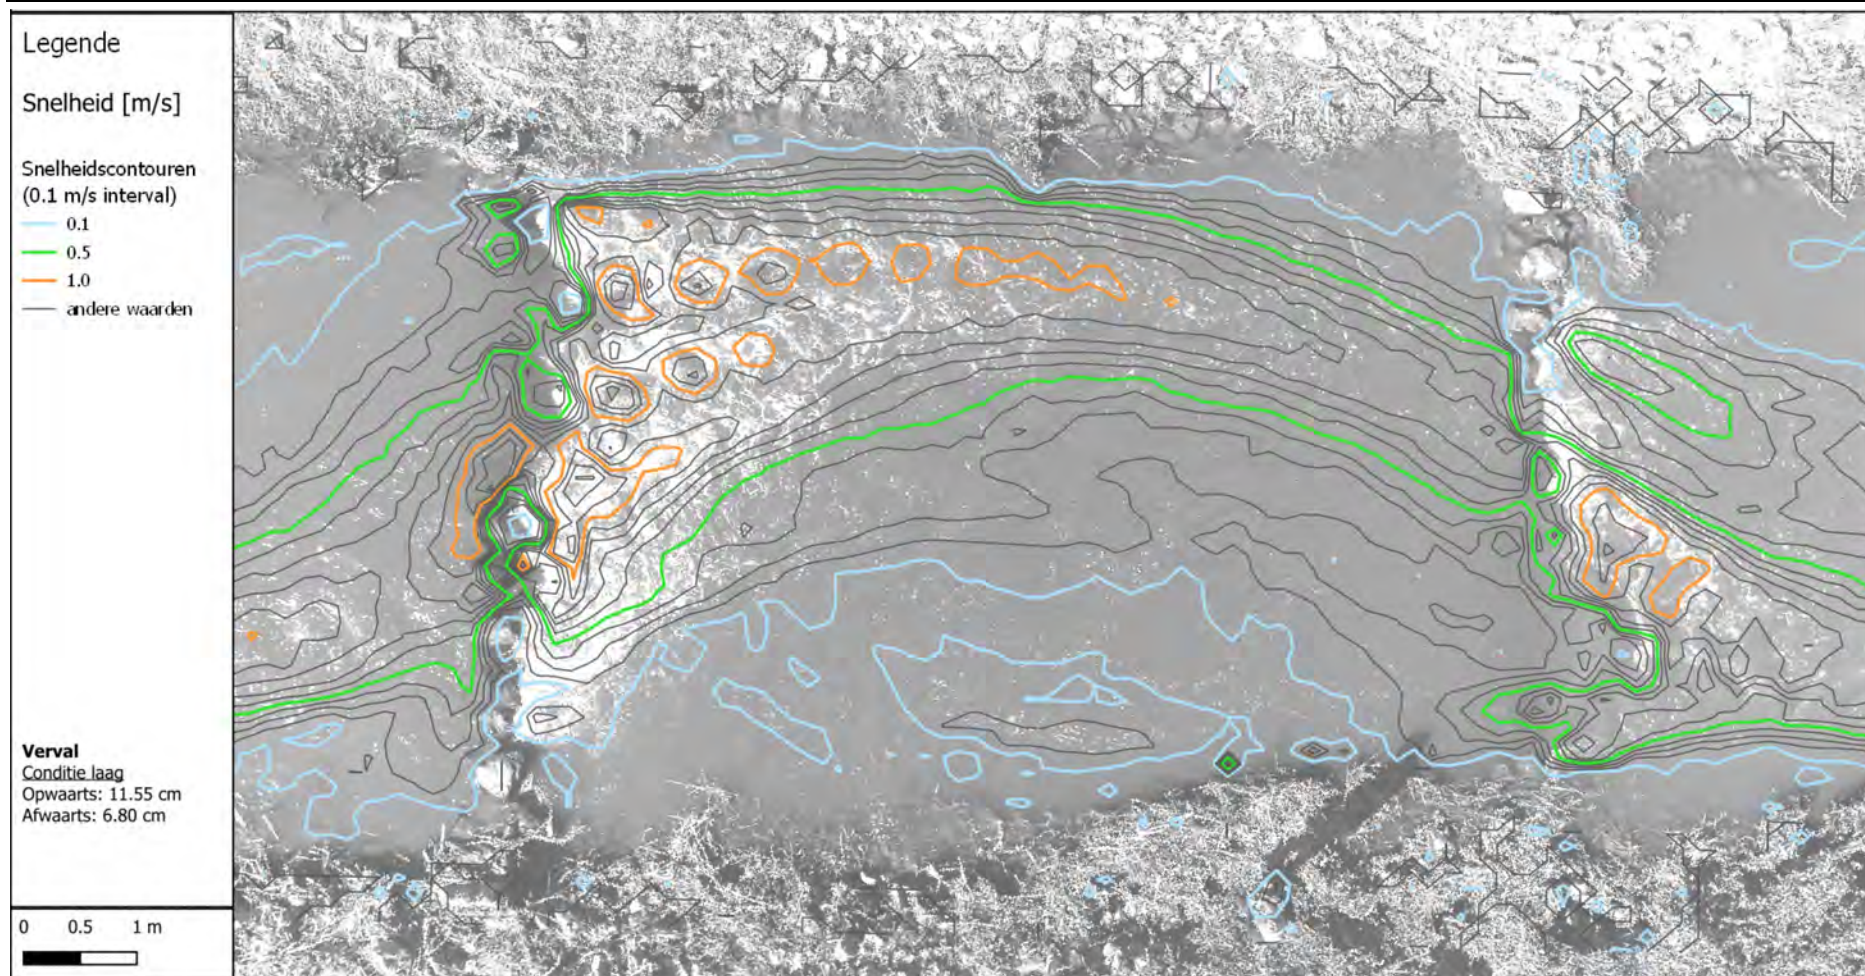 Legende
Snelheid [m/s]
Snelheidscontouren
(0.1 m/s interval)
0.1
0.5
1.0
andere waarden
Verval
Conditie laag
Opwaarts: 11.55 cm
Afwaarts: 6.80 cm
0 0.5 1 m